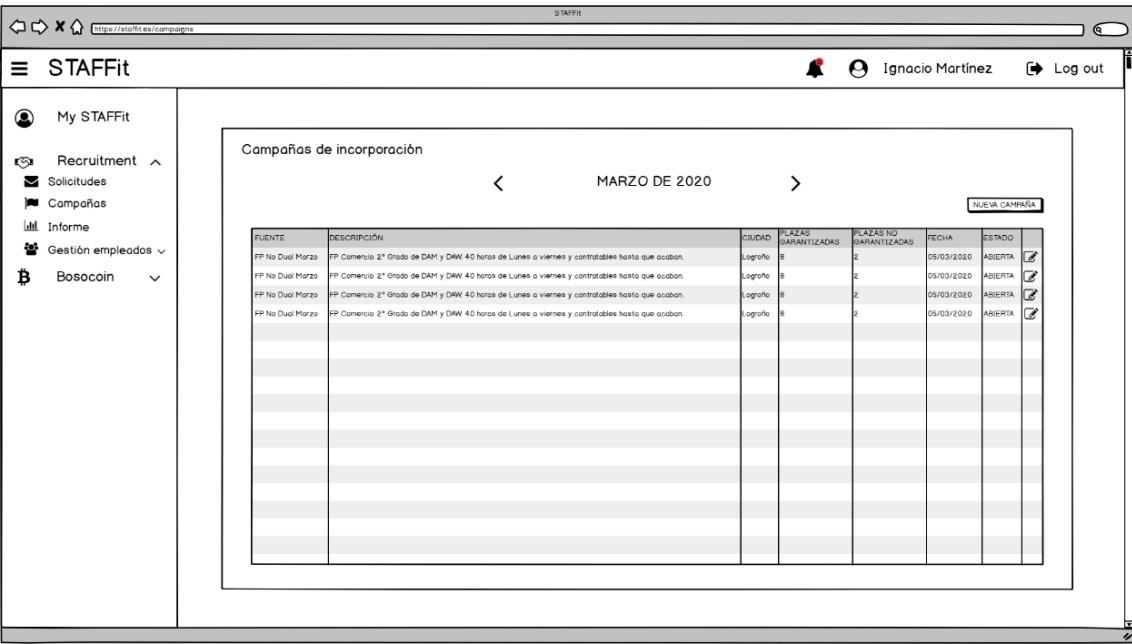 STAFFit
https://staffit.es/campaigns
STAFFit
Ignacio Martínez
Log out
My STAFFit
Recruitment
Solicitudes
Campañas
Informe
Gestión empleados
Bosocoin
Campañas de incorporación
MARZO DE 2020
NUEVA CAMPAÑA
FUENTE DESCRIPCIÓN CIUDAD PLAZAS GARANTIZADAS PLAZAS NO GARANTIZADAS FECHA ESTADO
FP No Dual Marzo FP Comercio. 2º Grado de DAM y DAW. 40 horas de Lunes a viernes y contratables hasta que acaban. Logroño 8 2 05/03/2020 ABIERTA
FP No Dual Marzo FP Comercio. 2º Grado de DAM y DAW. 40 horas de Lunes a viernes y contratables hasta que acaban. Logroño 8 2 05/03/2020 ABIERTA
FP No Dual Marzo FP Comercio. 2º Grado de DAM y DAW. 40 horas de Lunes a viernes y contratables hasta que acaban. Logroño 8 2 05/03/2020 ABIERTA
FP No Dual Marzo FP Comercio. 2º Grado de DAM y DAW. 40 horas de Lunes a viernes y contratables hasta que acaban. Logroño 8 2 05/03/2020 ABIERTA